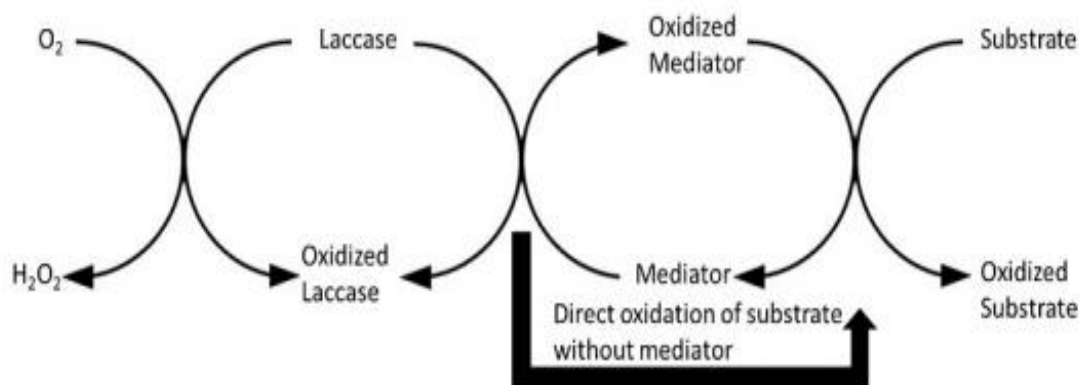 O₂
Laccase
Oxidized
Mediator
Substrate
H₂O₂
Oxidized
Laccase
Mediator
Oxidized
Substrate
Direct oxidation of substrate
without mediator